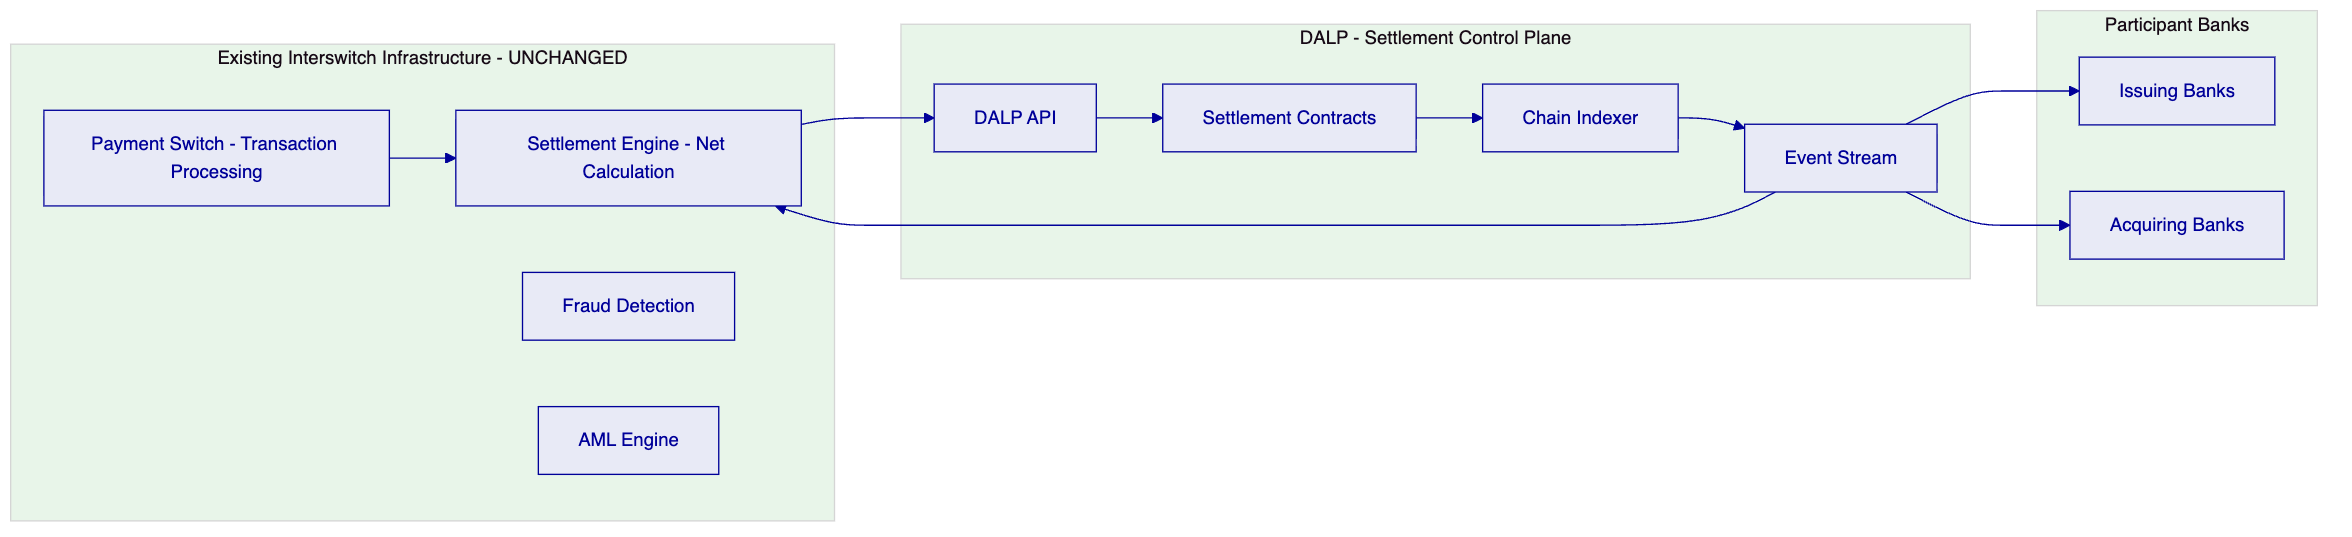 Existing Interswitch Infrastructure - UNCHANGED
Payment Switch - Transaction
Processing
Settlement Engine - Net
Calculation
Fraud Detection
AML Engine
DALP - Settlement Control Plane
DALP API
Settlement Contracts
Chain Indexer
Event Stream
Participant Banks
Issuing Banks
Acquiring Banks